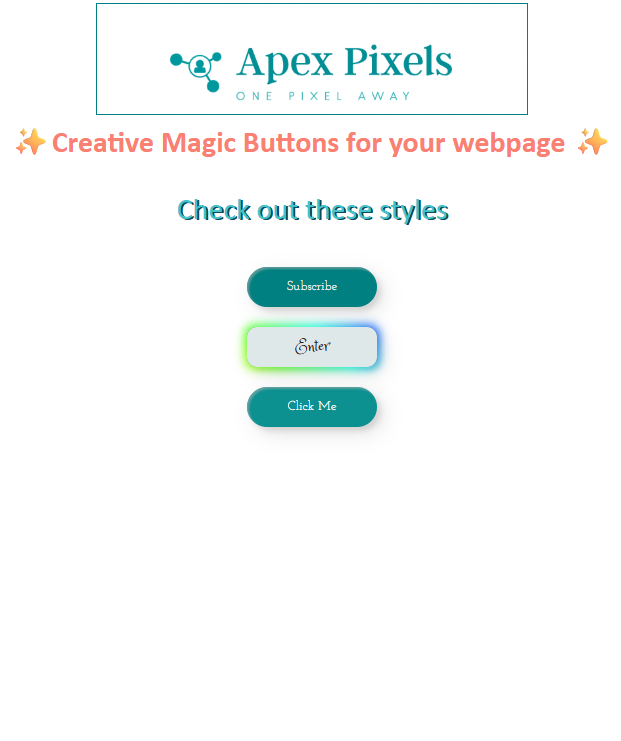 Apex Pixels
ONE PIXEL AWAY
✨ Creative Magic Buttons for your webpage ✨
Check out these styles
Subscribe
Enter
Click Me